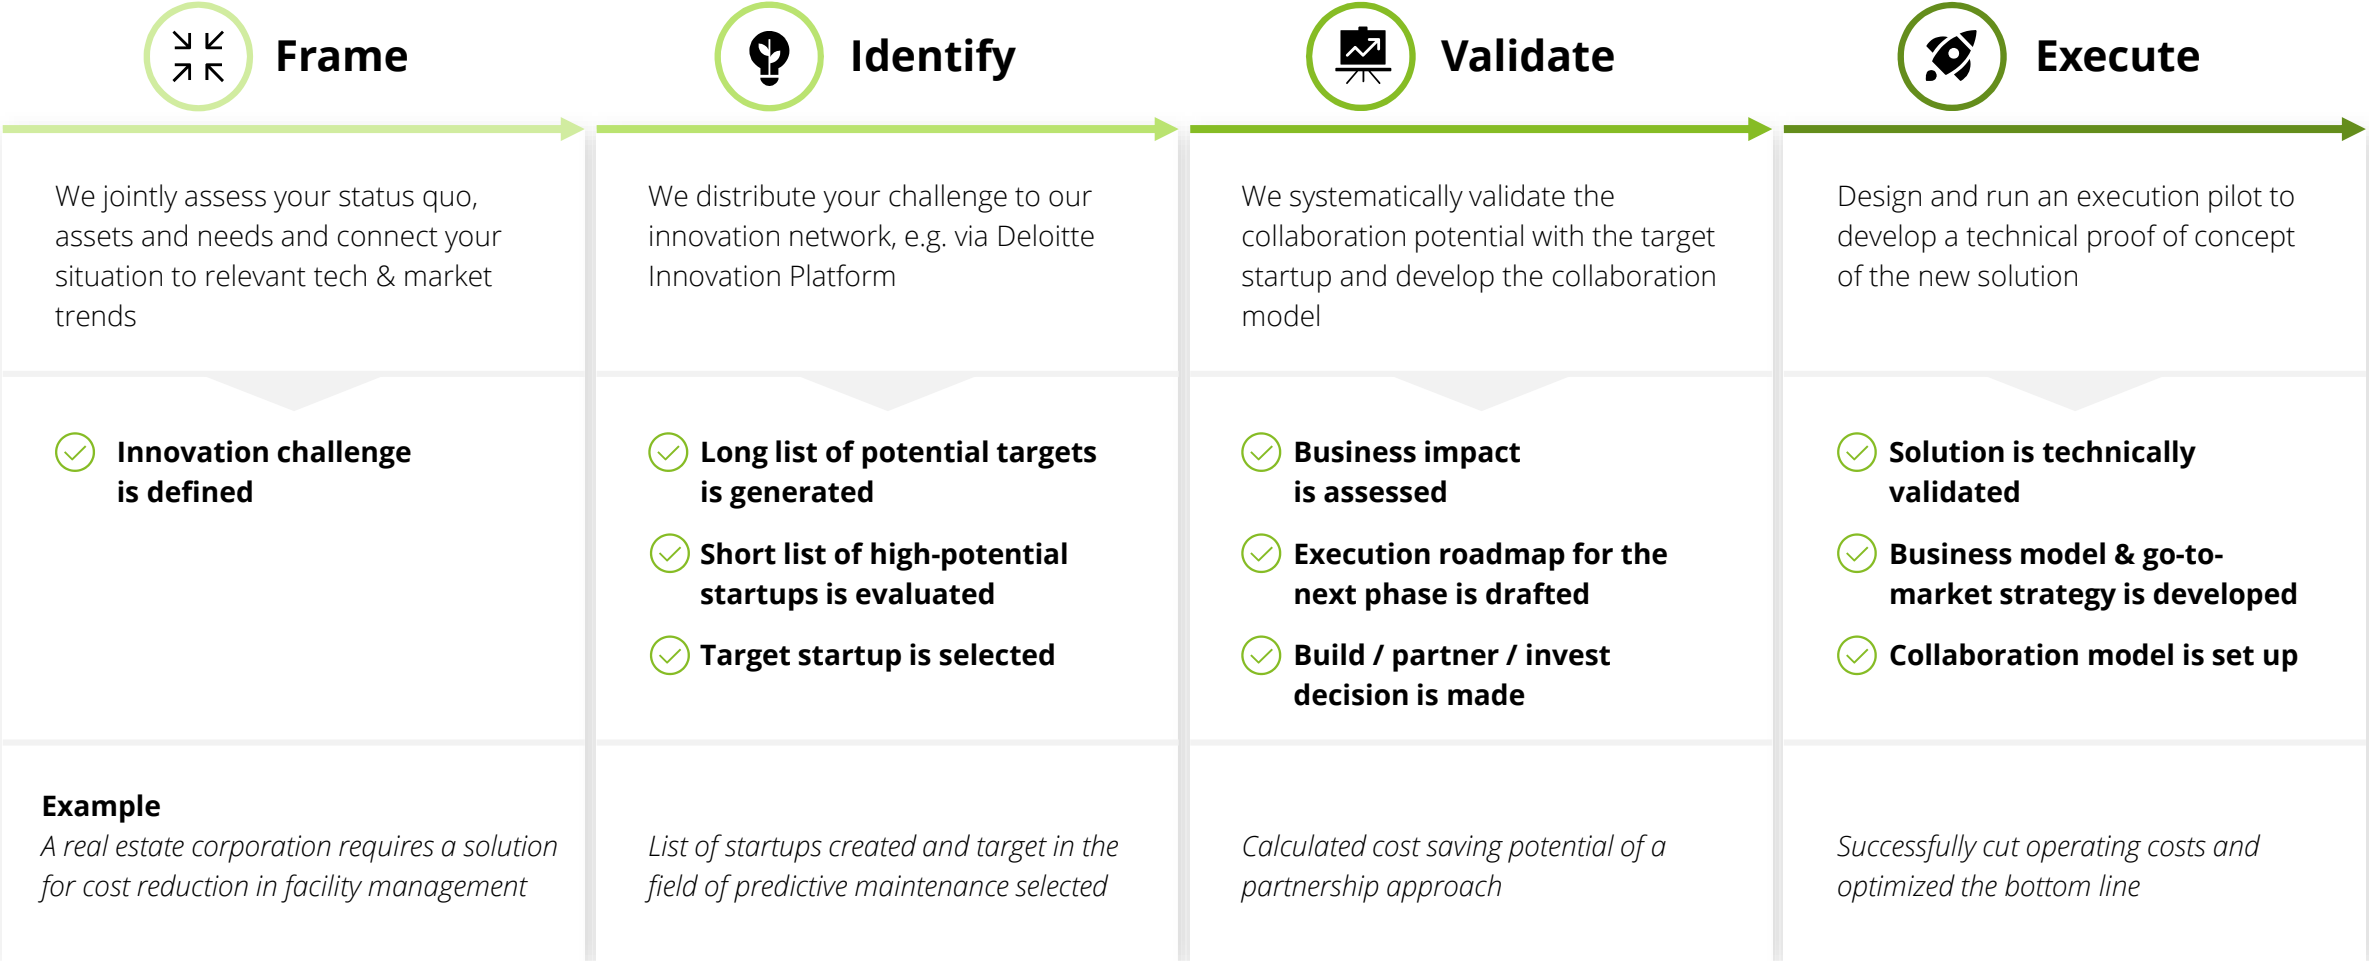 Frame
We jointly assess your status quo,
assets and needs and connect your
situation to relevant tech & market
trends
Innovation challenge
is defined
Example
A real estate corporation requires a solution
for cost reduction in facility management
Identify
We distribute your challenge to our
innovation network, e.g. via Deloitte
Innovation Platform
Long list of potential targets
is generated
Short list of high-potential
startups is evaluated
Target startup is selected
List of startups created and target in the
field of predictive maintenance selected
Validate
We systematically validate the
collaboration potential with the target
startup and develop the collaboration
model
Business impact
is assessed
Execution roadmap for the
next phase is drafted
Build / partner / invest
decision is made
Calculated cost saving potential of a
partnership approach
Execute
Design and run an execution pilot to
develop a technical proof of concept
of the new solution
Solution is technically
validated
Business model & go-to-
market strategy is developed
Collaboration model is set up
Successfully cut operating costs and
optimized the bottom line